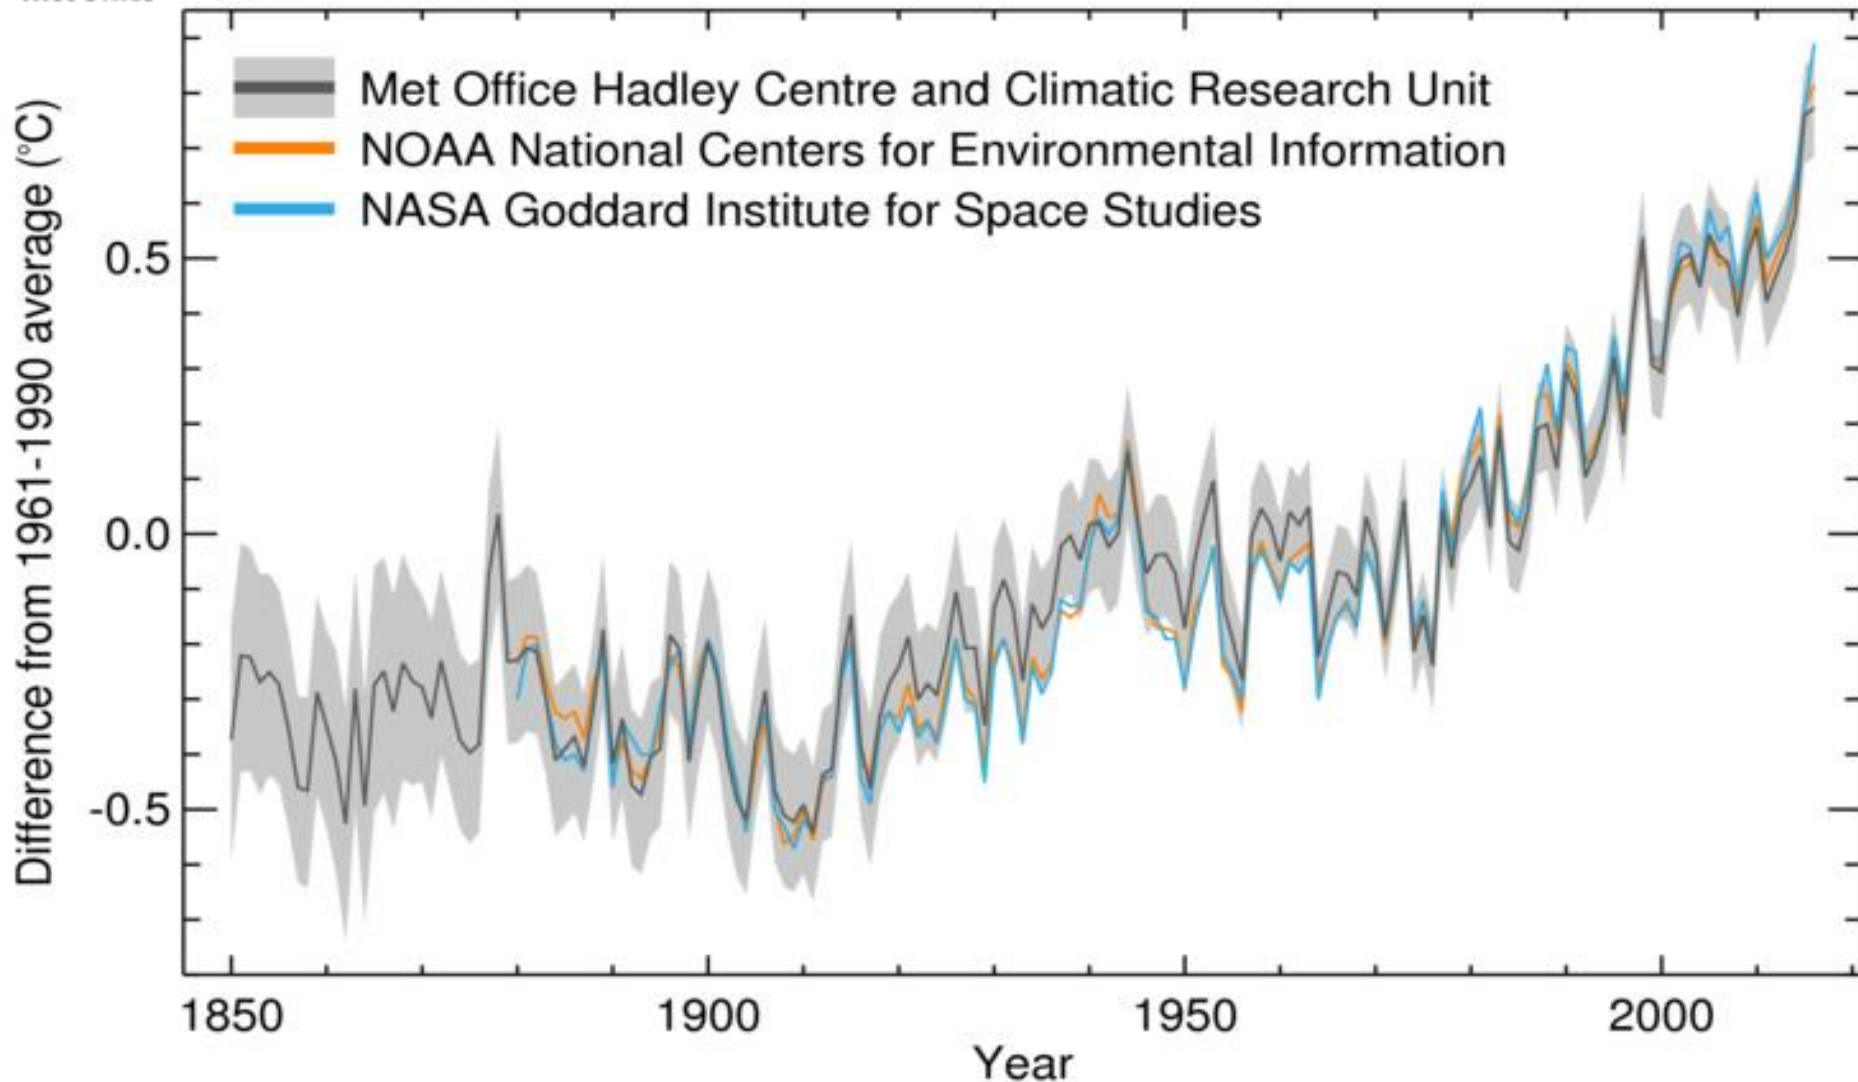 Met Office Hadley Centre and Climatic Research Unit
NOAA National Centers for Environmental Information
NASA Goddard Institute for Space Studies
Difference from 1961-1990 average (°C)
0.5
0.0
-0.5
1850
1900
1950
2000
Year